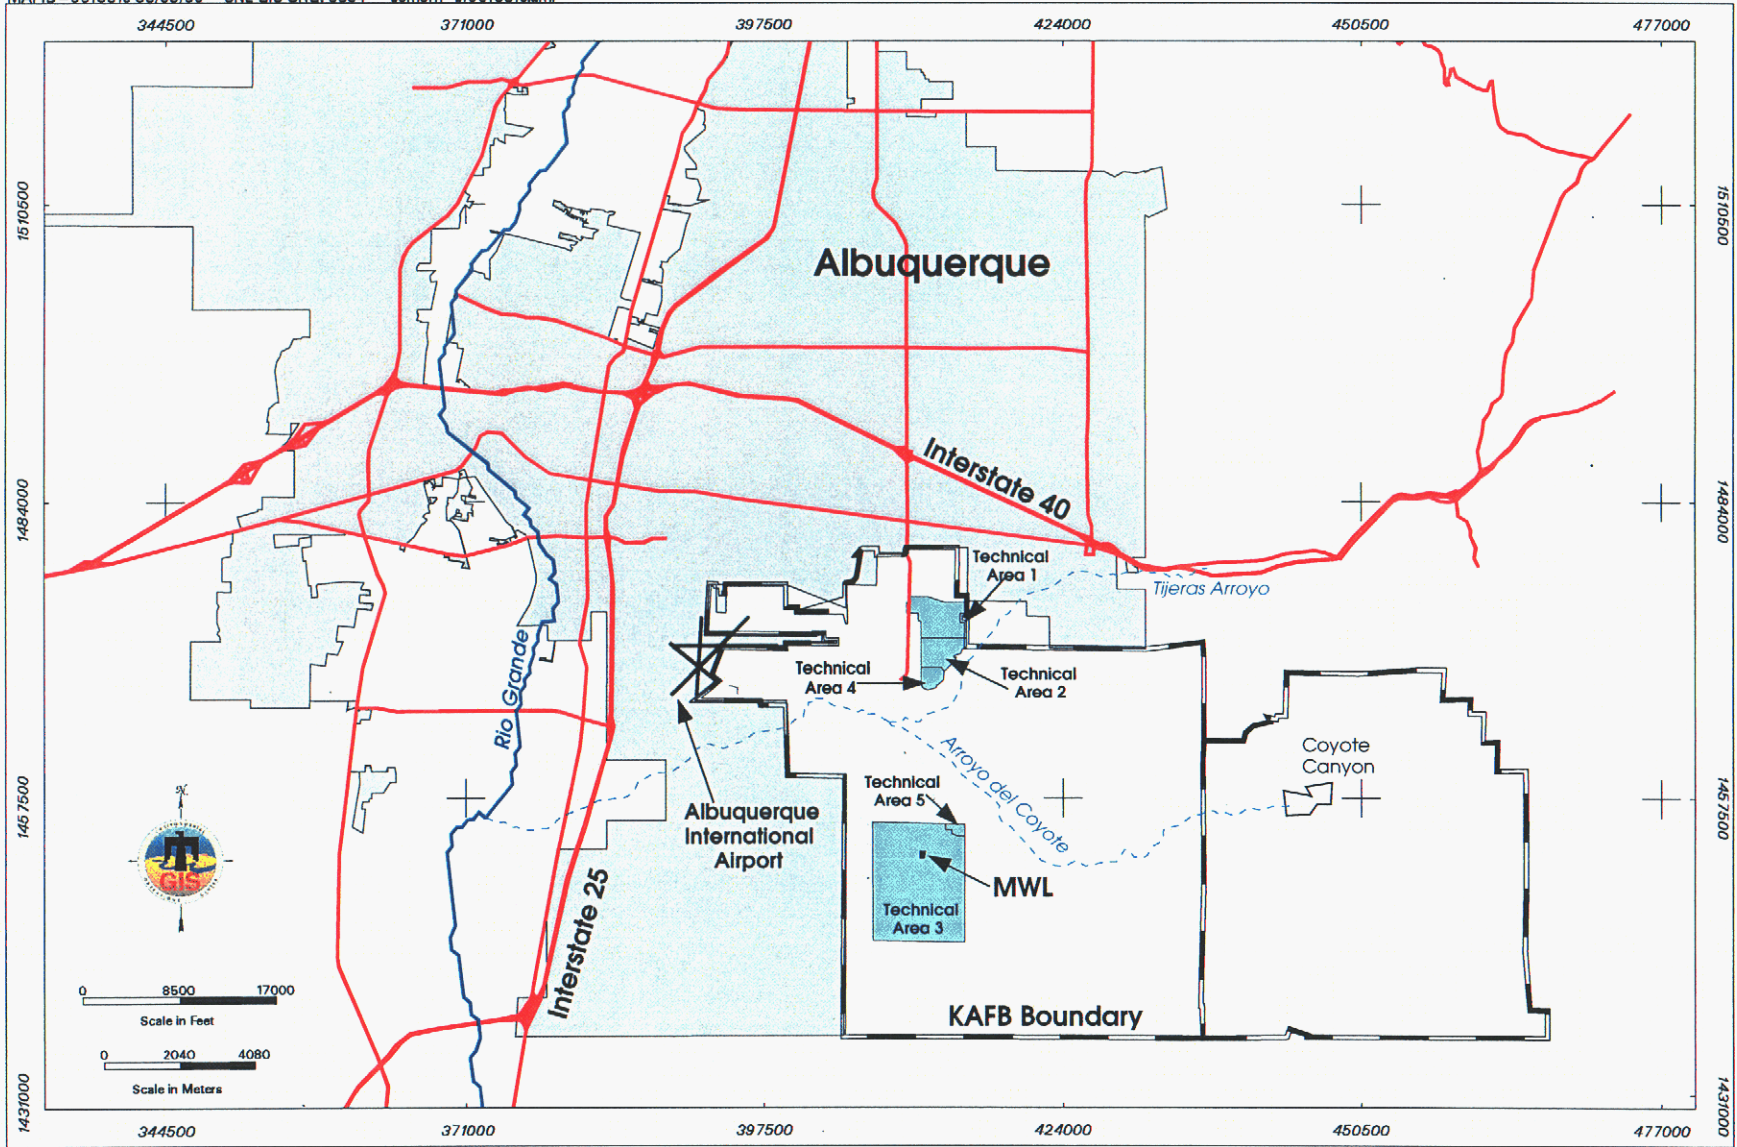 344500
371000
397500
424000
450500
477000
1510500
1510500
Albuquerque
Interstate 40
1484000
1484000
Technical
Area 1
Tijeras Arroyo
Technical
Area 4
Technical
Area 2
Rio Grande
Coyote
Canyon
Arroyo del Coyote
Technical
Area 5
1457500
1457500
N
Albuquerque
International
Airport
GIS
MWL
Technical
Area 3
Interstate 25
0 8500 17000
Scale in Feet
KAFB Boundary
0 2040 4080
Scale in Meters
1431000
1431000
344500
371000
397500
424000
450500
477000